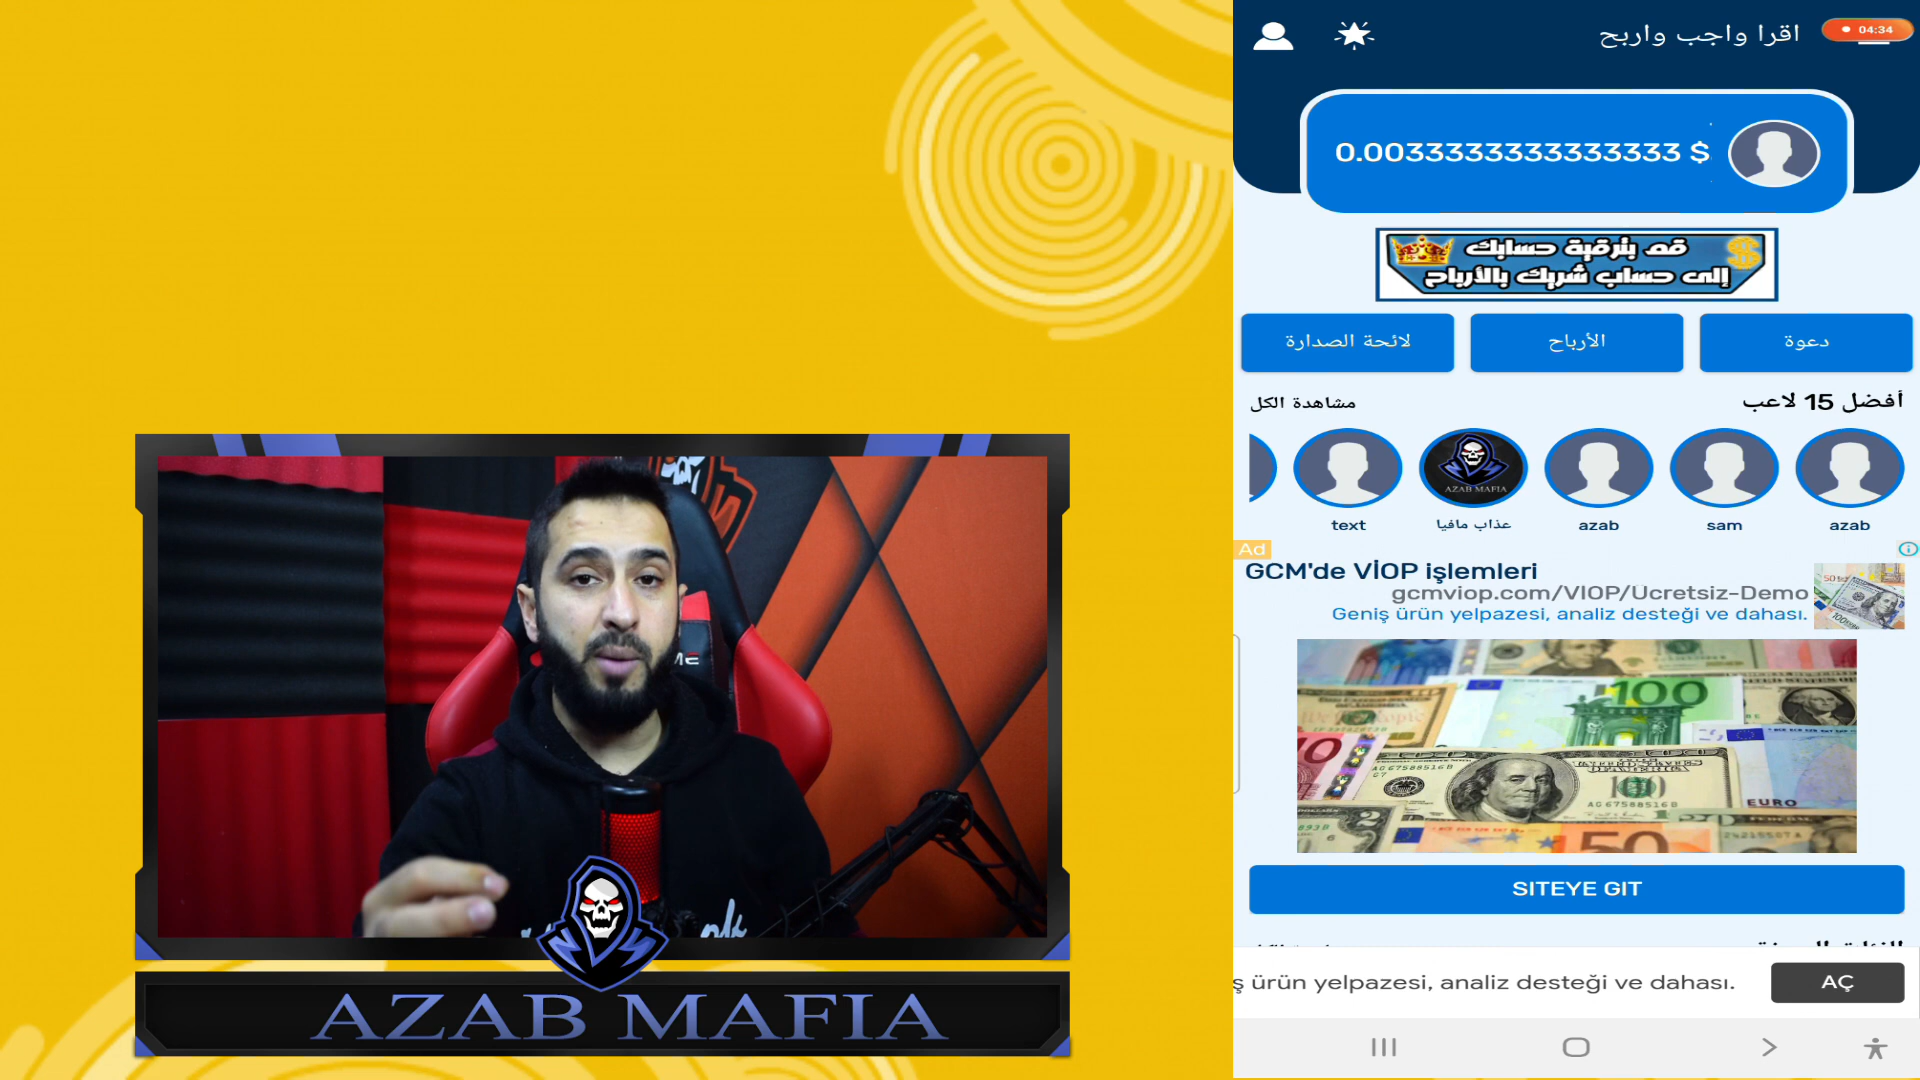 اقرا واجب واربح
04:34
0.0033333333333333 $
قم بترقية حسابك
إلى حساب شريك بالأرباح
دعوة
الأرباح
لائحة الصدارة
أفضل 15 لاعب
مشاهدة الكل
AZAB MAFIA
text
عذاب مافيا
azab
sam
azab
Ad
GCM'de VİOP işlemleri
gcmviop.com/VIOP/Ucretsiz-Demo
Geniş ürün yelpazesi, analiz desteği ve dahası.
SITEYE GIT
ş ürün yelpazesi, analiz desteği ve dahası.
AÇ
AZAB MAFIA